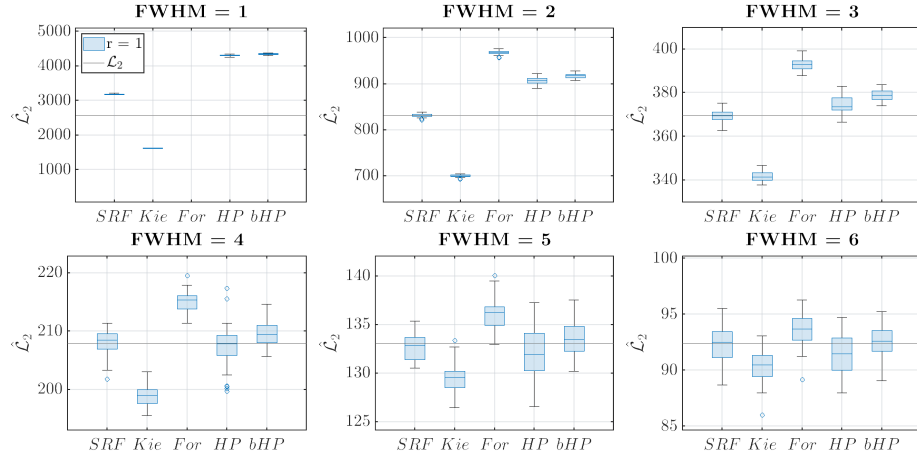 FWHM = 1
FWHM = 2
FWHM = 3
5000
4000
3000
2000
1000
r = 1
ℒ₂
ℒ̂₂
SRF Kie For HP bHP
1000
900
800
700
ℒ̂₂
SRF Kie For HP bHP
400
380
360
340
ℒ̂₂
SRF Kie For HP bHP
FWHM = 4
FWHM = 5
FWHM = 6
220
210
200
ℒ̂₂
SRF Kie For HP bHP
140
135
130
125
ℒ̂₂
SRF Kie For HP bHP
100
95
90
85
ℒ̂₂
SRF Kie For HP bHP